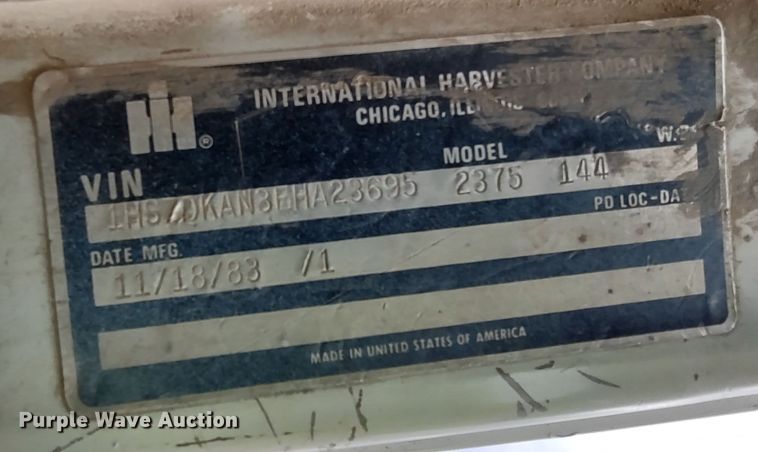 IH®
INTERNATIONAL HARVESTER COMPANY
CHICAGO,
VIN MODEL W.B.
2375 144
DATE MFG. PD LOC-DA
11/18/83 /1
MADE IN UNITED STATES OF AMERICA
Purple Wave Auction